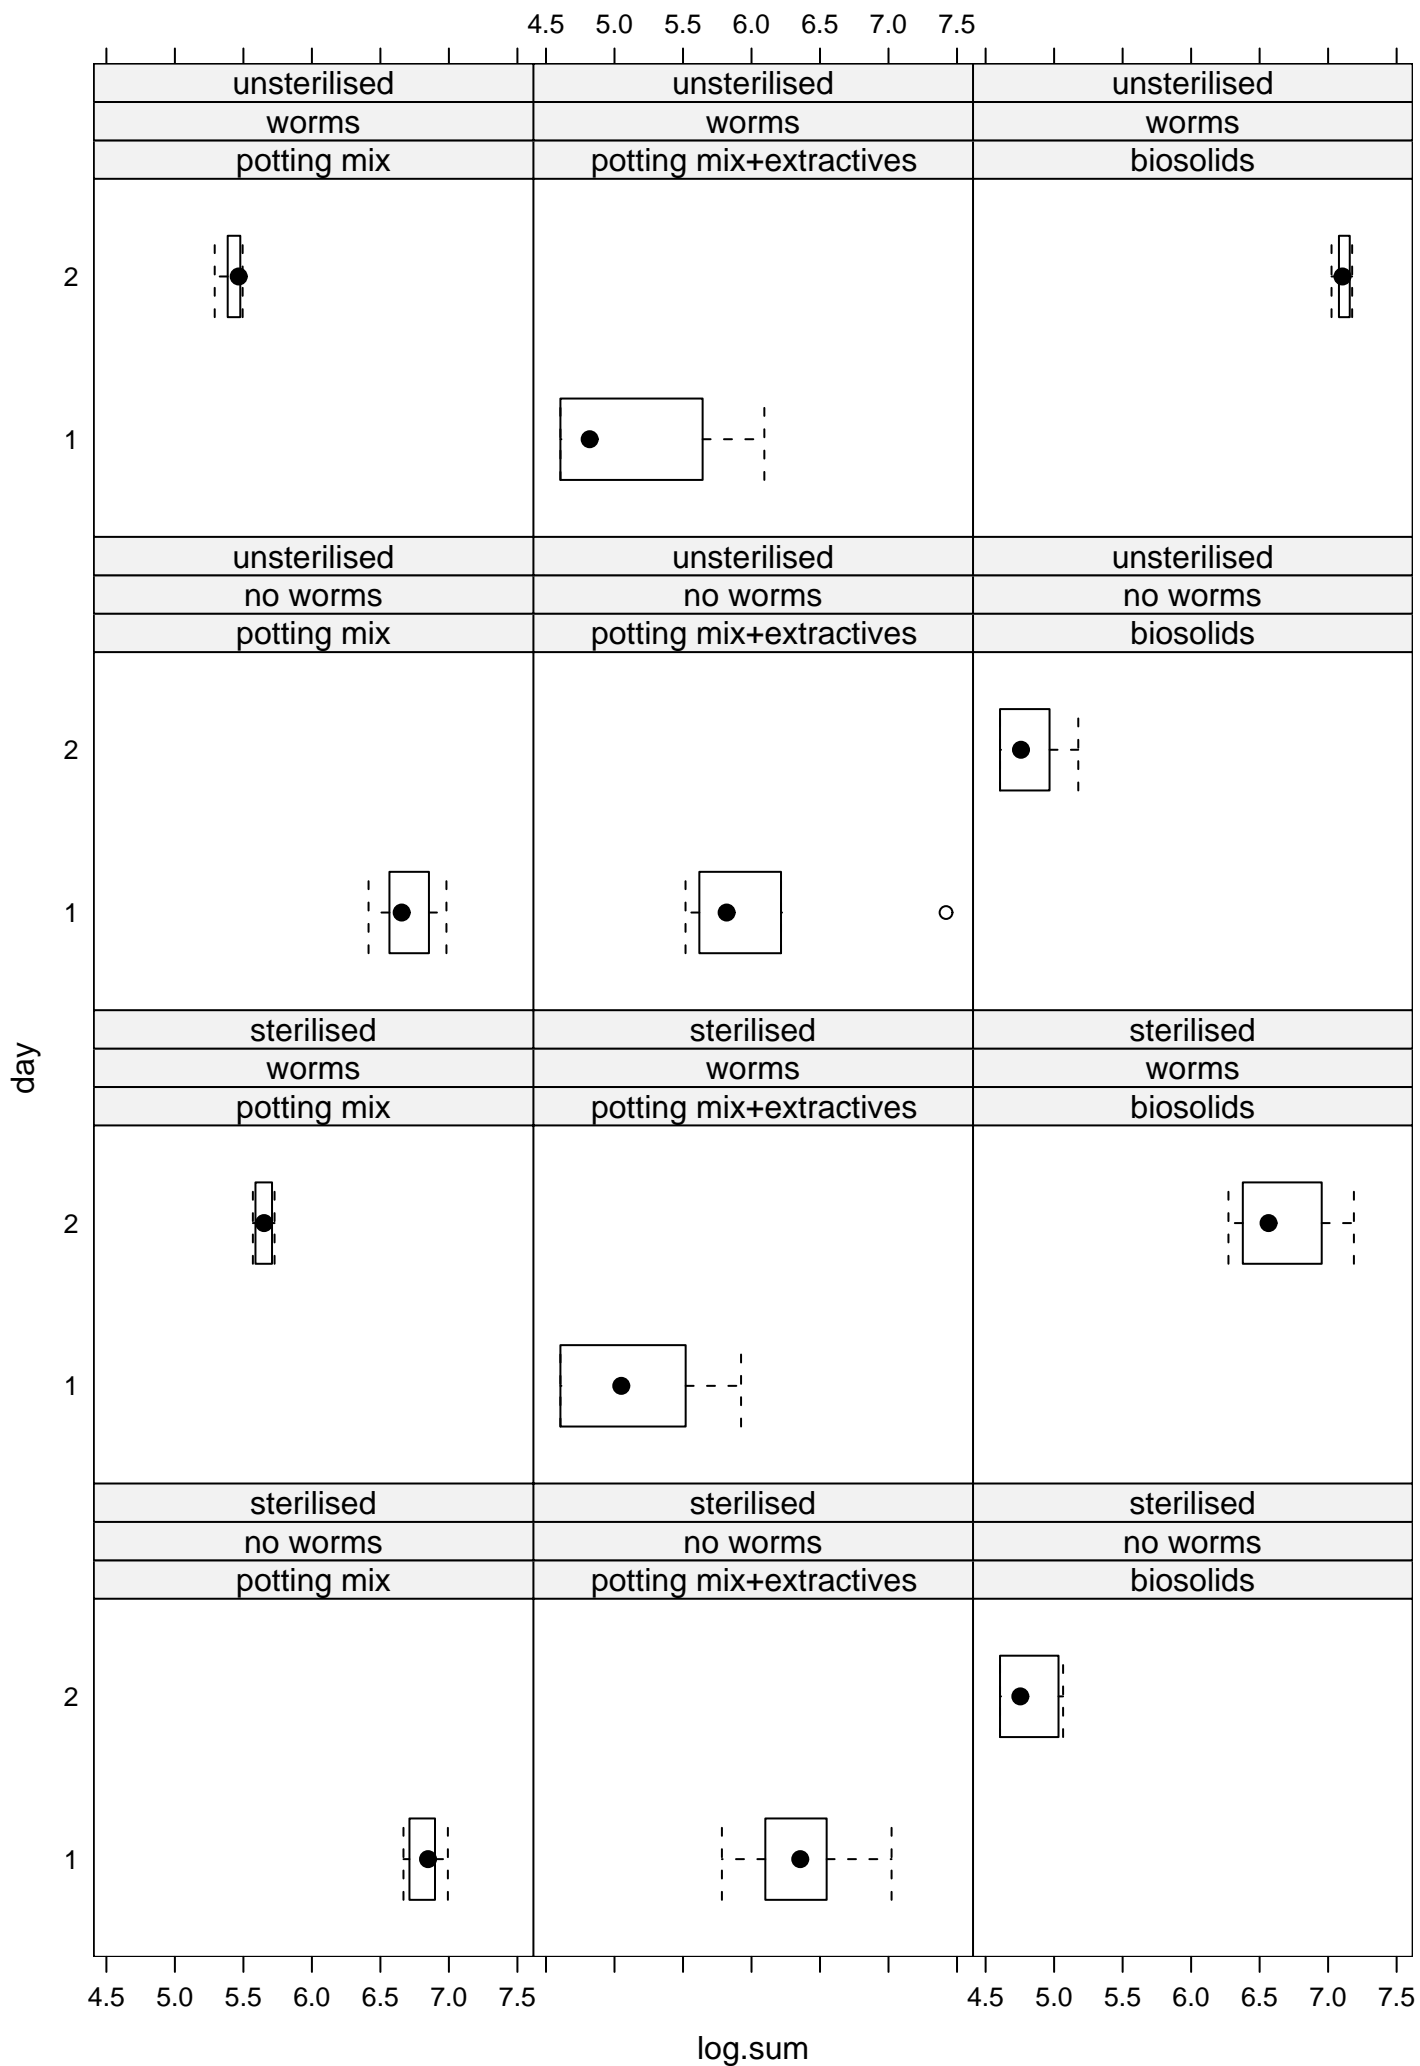 4.5 5.0 5.5 6.0 6.5 7.0 7.5
unsterilised unsterilised unsterilised
worms worms worms
potting mix potting mix+extractives biosolids
2
1
unsterilised unsterilised unsterilised
no worms no worms no worms
potting mix potting mix+extractives biosolids
2
1
day
sterilised sterilised sterilised
worms worms worms
potting mix potting mix+extractives biosolids
2
1
sterilised sterilised sterilised
no worms no worms no worms
potting mix potting mix+extractives biosolids
2
1
4.5 5.0 5.5 6.0 6.5 7.0 7.5 4.5 5.0 5.5 6.0 6.5 7.0 7.5
log.sum